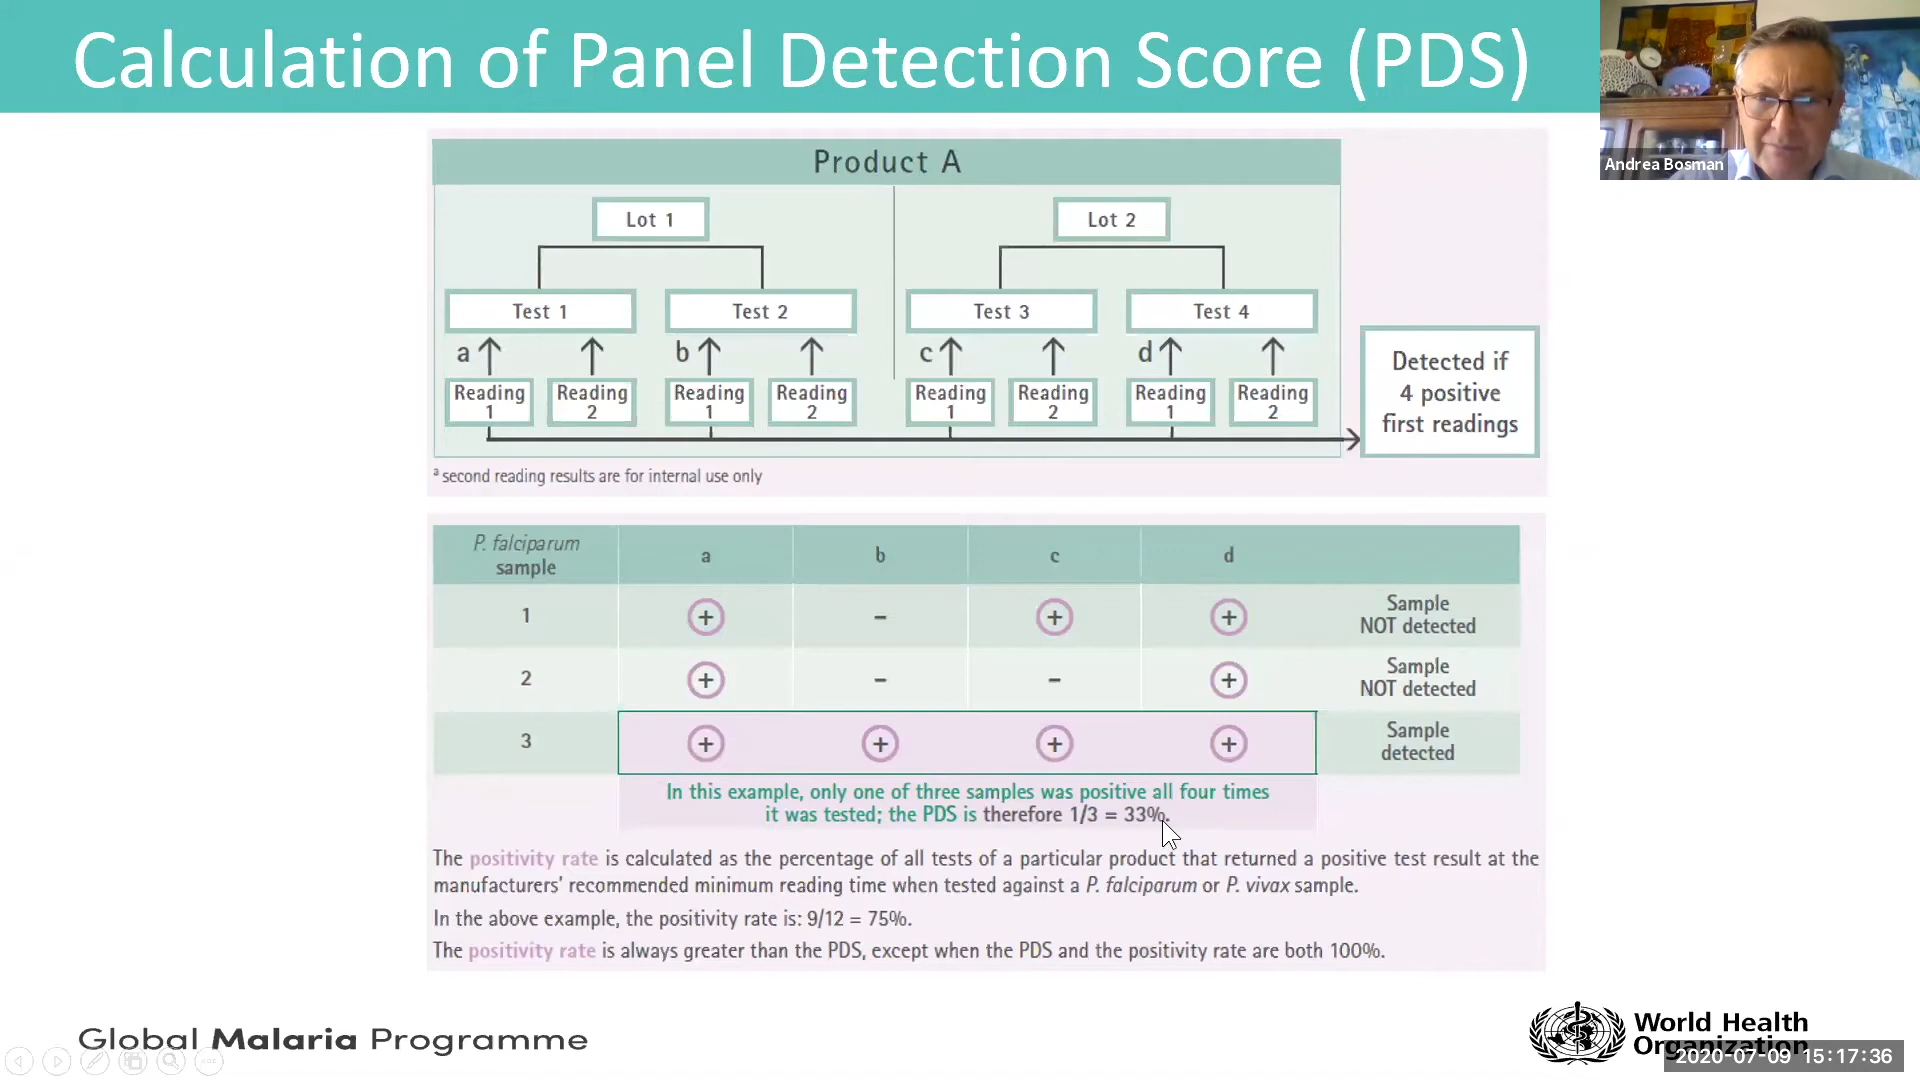 Calculation of Panel Detection Score (PDS)
Andrea Bosman
Product A
Lot 1
Lot 2
Test 1
Test 2
Test 3
Test 4
a
b
c
d
Reading 1
Reading 2
Reading 1
Reading 2
Reading 1
Reading 2
Reading 1
Reading 2
Detected if
4 positive
first readings
ª second reading results are for internal use only
P. falciparum sample
a
b
c
d
1
+
-
+
+
Sample NOT detected
2
+
-
-
+
Sample NOT detected
3
+
+
+
+
Sample detected
In this example, only one of three samples was positive all four times
it was tested; the PDS is therefore 1/3 = 33%.
The positivity rate is calculated as the percentage of all tests of a particular product that returned a positive test result at the
manufacturers' recommended minimum reading time when tested against a P. falciparum or P. vivax sample.
In the above example, the positivity rate is: 9/12 = 75%.
The positivity rate is always greater than the PDS, except when the PDS and the positivity rate are both 100%.
Global Malaria Programme
World Health
Organization
2020-07-09 15:17:36